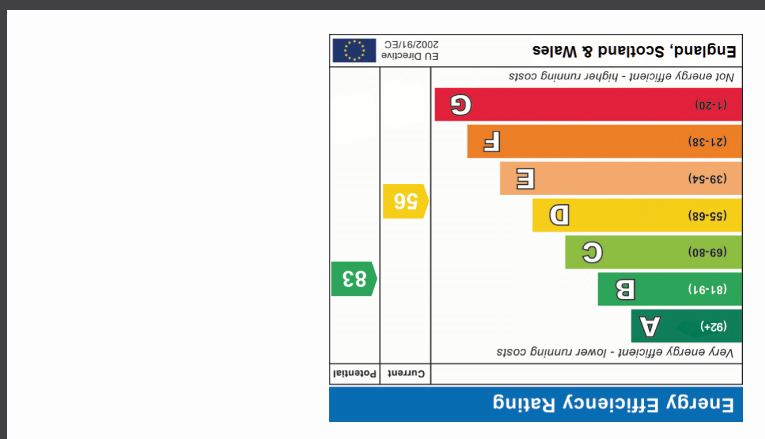 Energy Efficiency Rating
Current Potential
Very energy efficient - lower running costs
(92+) A
(81-91) B
(69-80) C
(55-68) D
(39-54) E
(21-38) F
(1-20) G
56
83
Not energy efficient - higher running costs
England, Scotland & Wales
EU Directive
2002/91/EC